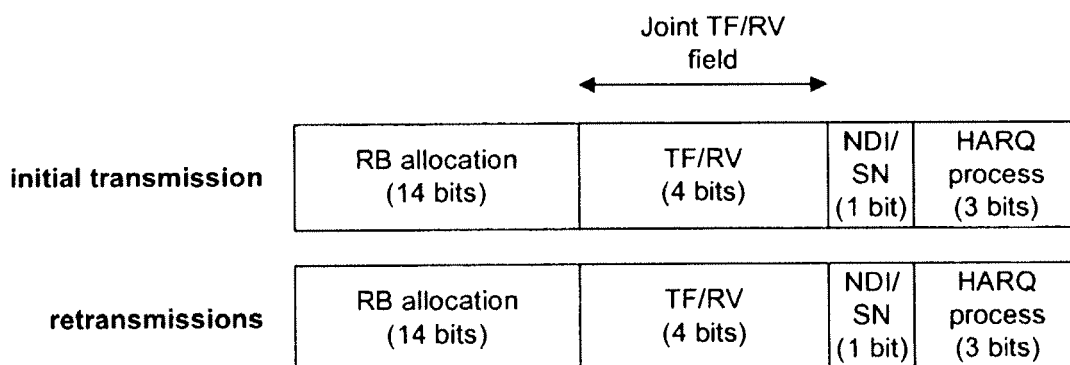 Joint TF/RV
field
initial transmission
RB allocation
(14 bits)
TF/RV
(4 bits)
NDI/
SN
(1 bit)
HARQ
process
(3 bits)
retransmissions
RB allocation
(14 bits)
TF/RV
(4 bits)
NDI/
SN
(1 bit)
HARQ
process
(3 bits)